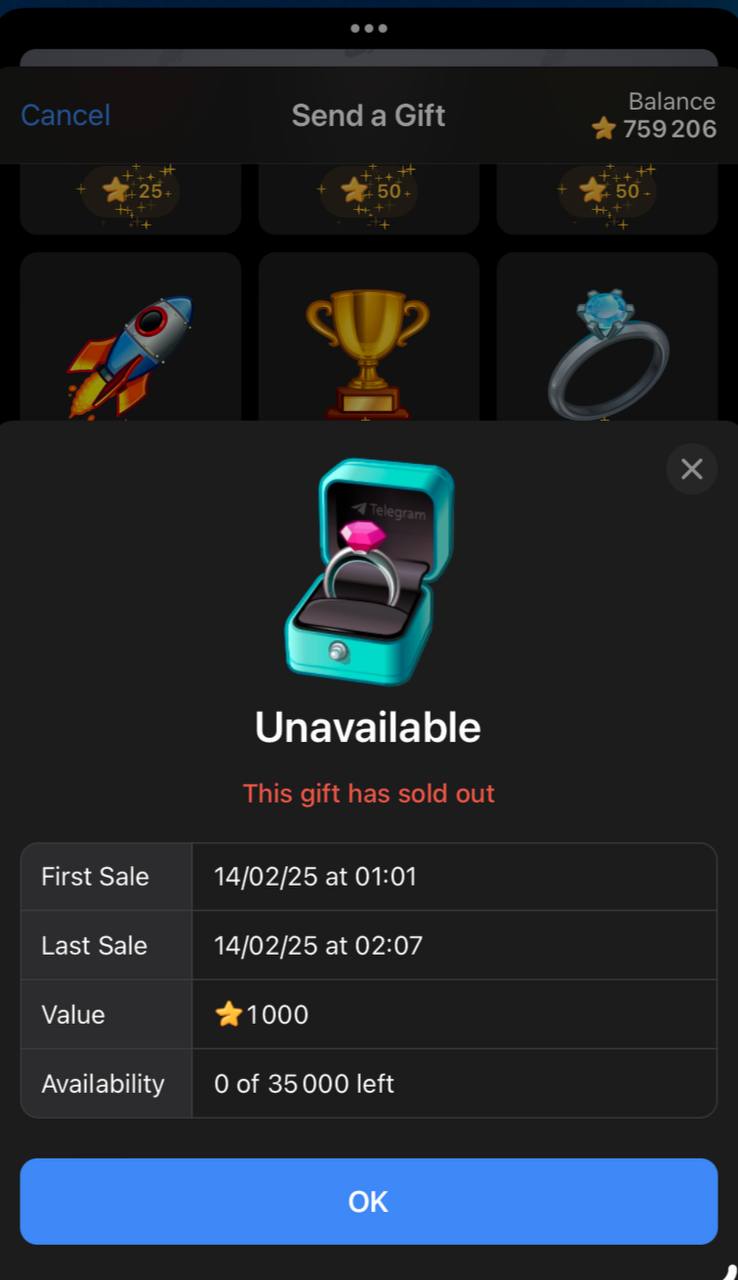 Cancel
Send a Gift
Balance
759 206
25
50
50
Telegram
Unavailable
This gift has sold out
First Sale
14/02/25 at 01:01
Last Sale
14/02/25 at 02:07
Value
1000
Availability
0 of 35 000 left
OK